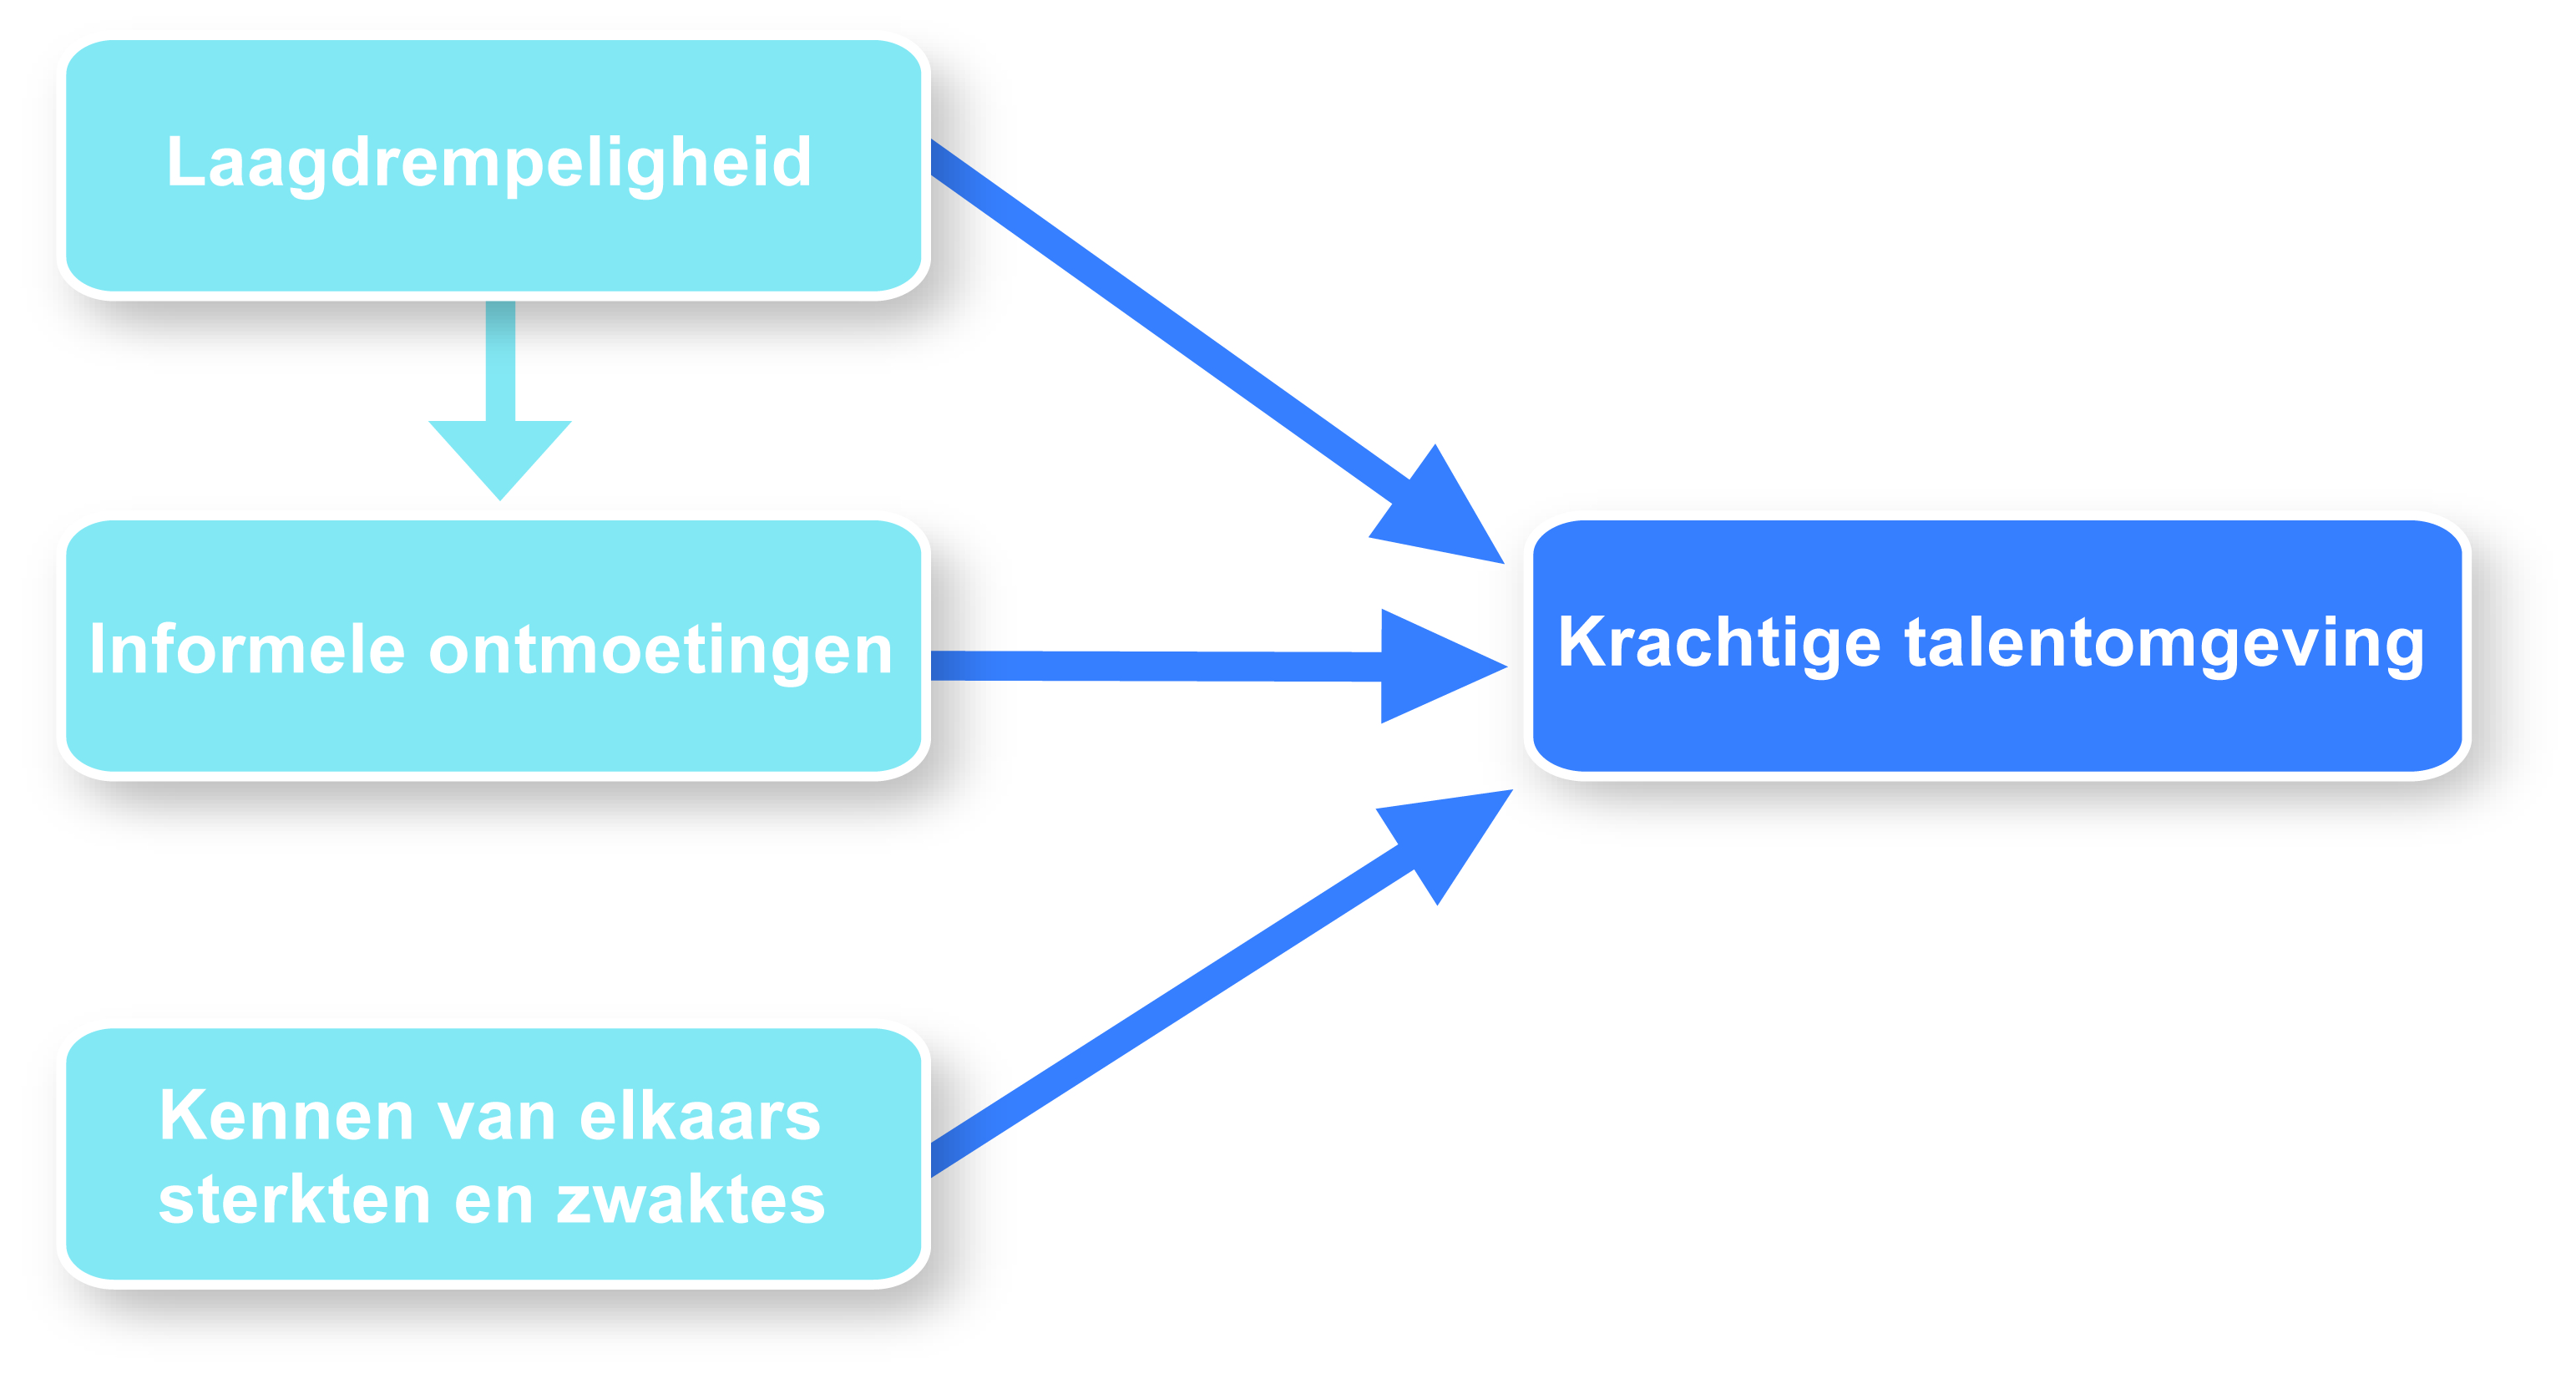 Laagdrempeligheid
Informele ontmoetingen
Krachtige talentomgeving
Kennen van elkaars
sterkten en zwaktes